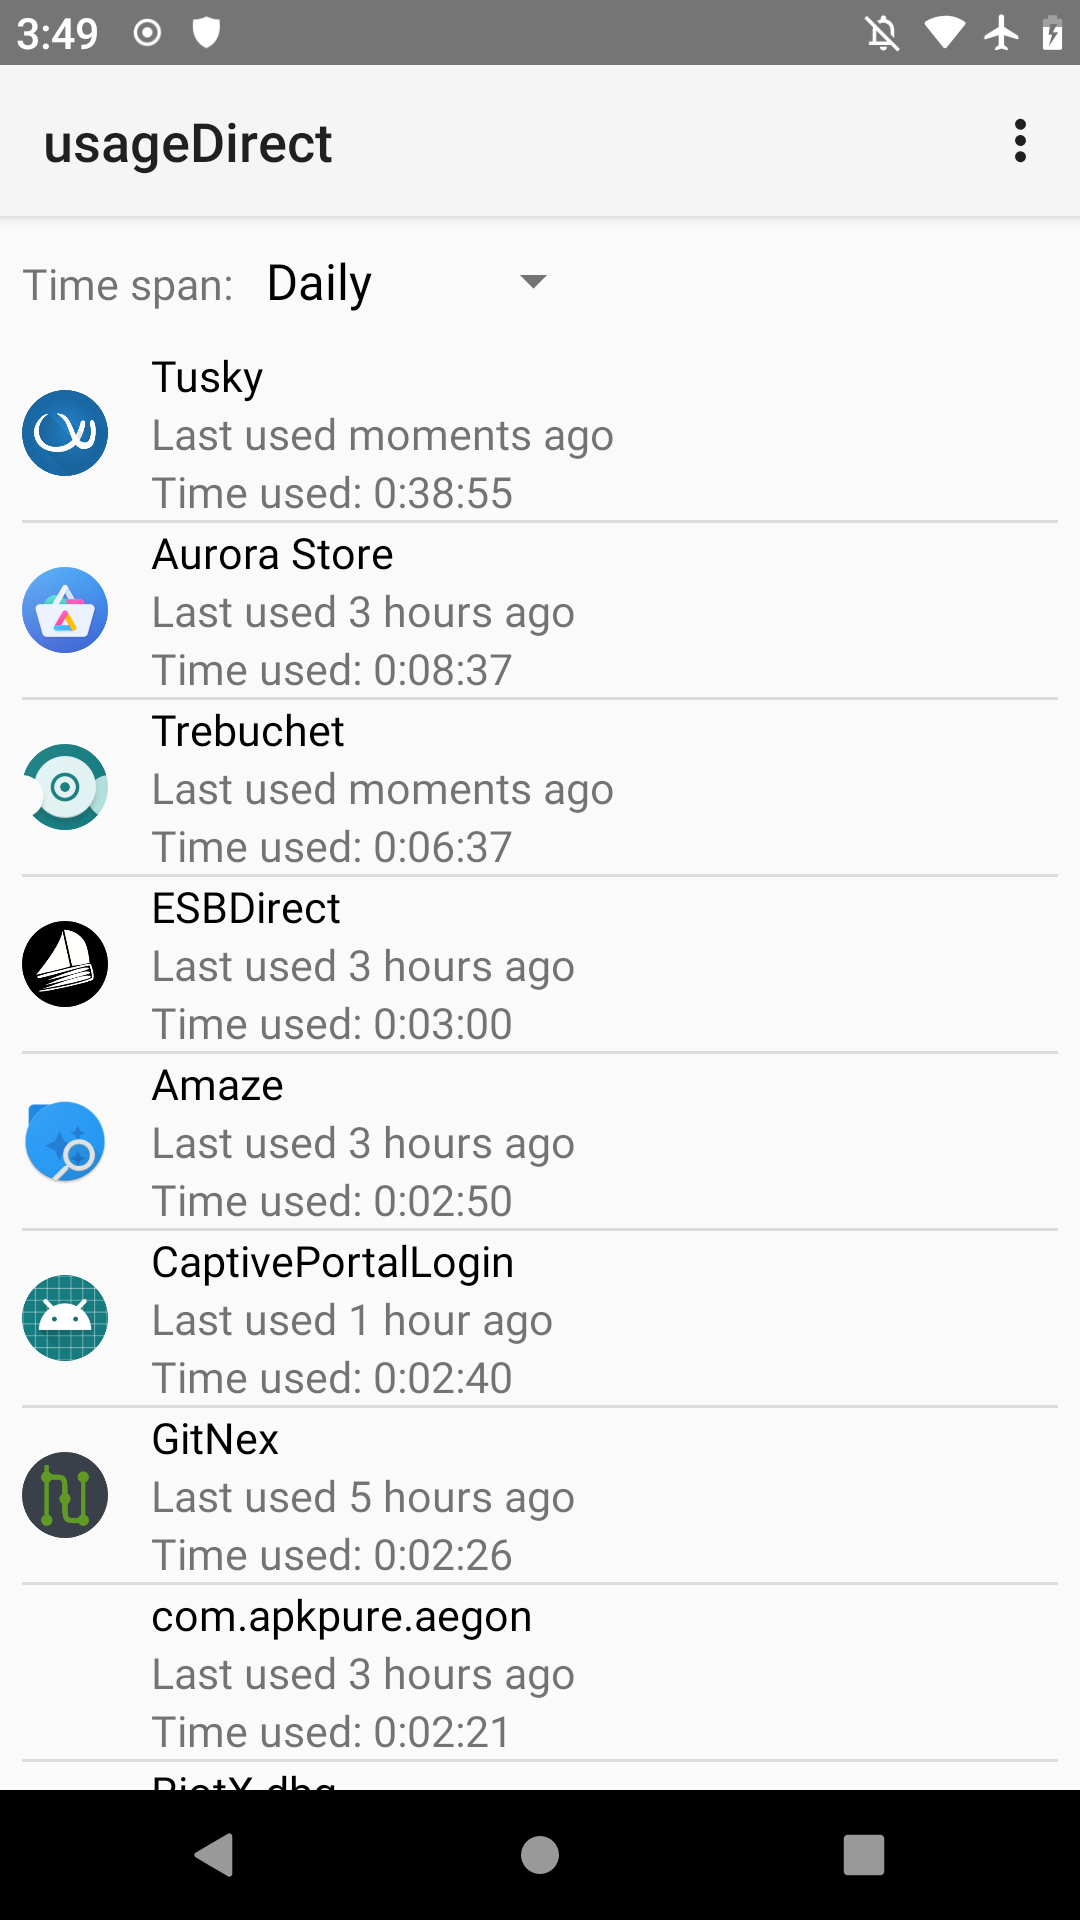 3:49
usageDirect
Time span: Daily
Tusky
Last used moments ago
Time used: 0:38:55
Aurora Store
Last used 3 hours ago
Time used: 0:08:37
Trebuchet
Last used moments ago
Time used: 0:06:37
ESBDirect
Last used 3 hours ago
Time used: 0:03:00
Amaze
Last used 3 hours ago
Time used: 0:02:50
CaptivePortalLogin
Last used 1 hour ago
Time used: 0:02:40
GitNex
Last used 5 hours ago
Time used: 0:02:26
com.apkpure.aegon
Last used 3 hours ago
Time used: 0:02:21
RiotX dbg